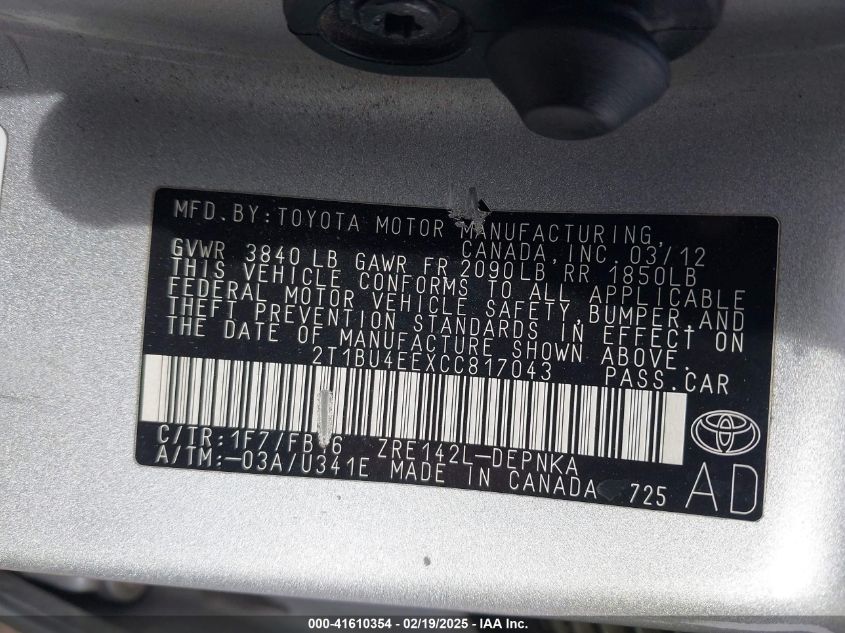 MFD. BY: TOYOTA MOTOR MANUFACTURING,
CANADA, INC. 03/12
GVWR 3840 LB GAWR FR 2090LB, RR 1850LB
THIS VEHICLE CONFORMS TO ALL APPLICABLE
FEDERAL MOTOR VEHICLE SAFETY, BUMPER, AND
THEFT PREVENTION STANDARDS IN EFFECT ON
THE DATE OF MANUFACTURE SHOWN ABOVE.
2T1BU4EEXCC817043 PASS. CAR
C/TR: 1F7/FB16 ZRE142L-DEPNKA
A/TM:-03A/U341E MADE IN CANADA 725 AD
000-41610354 / 02/19/2025 - IAA Inc.